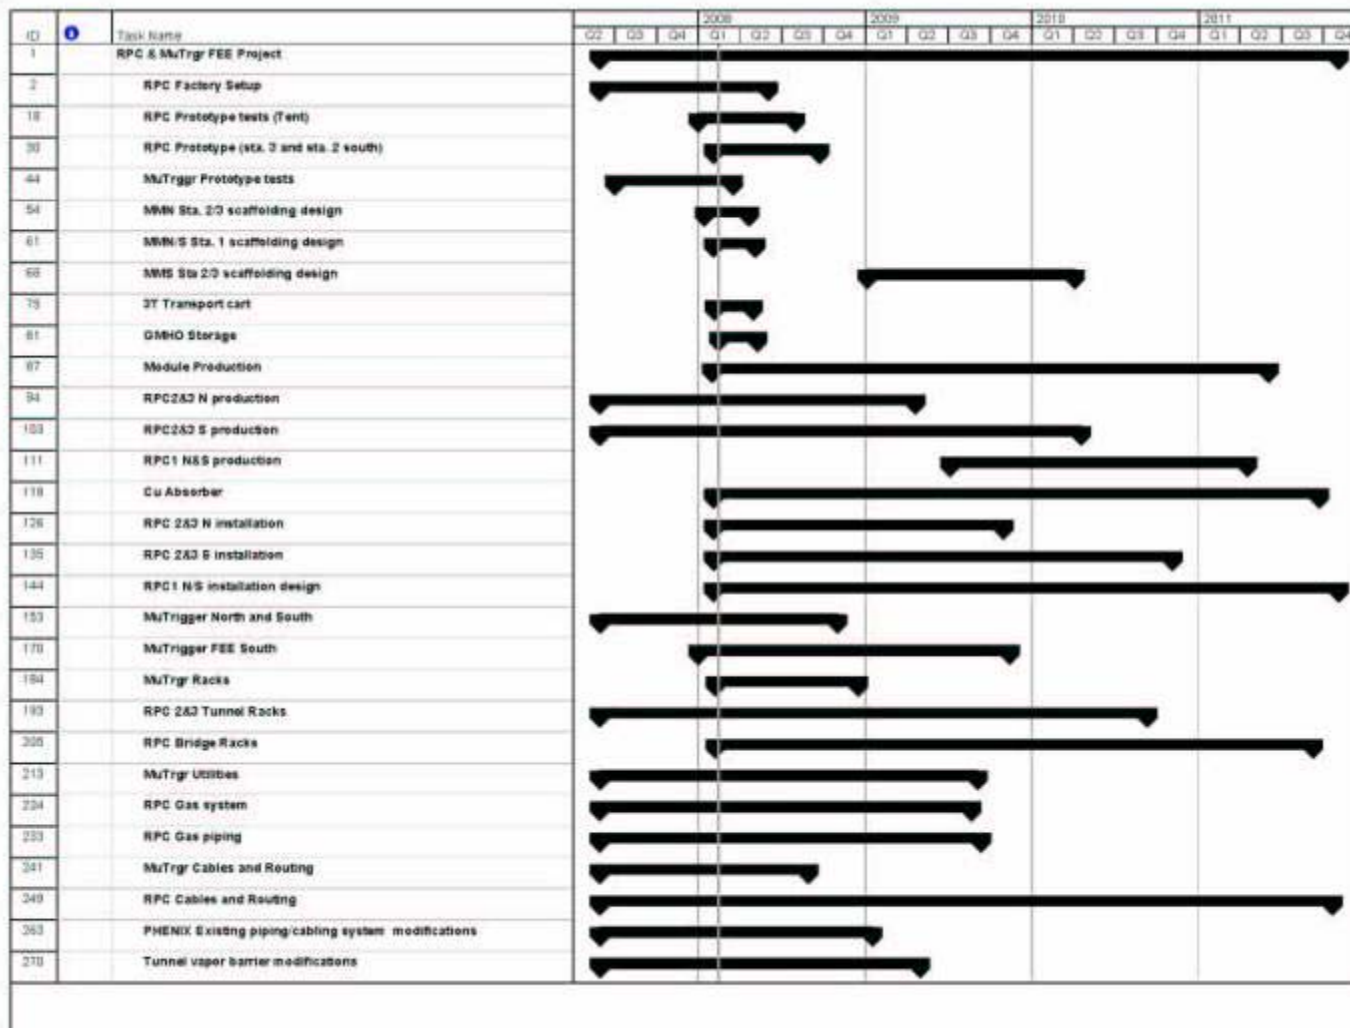 2008 2009 2010 2011
ID Task Name Q2 Q3 Q4 Q1 Q2 Q3 Q4 Q1 Q2 Q3 Q4 Q1 Q2 Q3 Q4 Q1 Q2 Q3 Q4
1 RPC & MuTrgr FEE Project
2 RPC Factory Setup
18 RPC Prototype tests (Tent)
30 RPC Prototype (sta. 3 and sta. 2 south)
44 MuTrggr Prototype tests
54 MMN Sta. 2/3 scaffolding design
61 MMN/S Sta. 1 scaffolding design
68 MMS Sta 2/3 scaffolding design
75 3T Transport cart
81 GMHO Storage
87 Module Production
94 RPC2&3 N production
103 RPC2&3 S production
111 RPC1 N&S production
118 Cu Absorber
126 RPC 2&3 N installation
135 RPC 2&3 S installation
144 RPC1 N/S installation design
153 MuTrigger North and South
170 MuTrigger FEE South
184 MuTrgr Racks
193 RPC 2&3 Tunnel Racks
205 RPC Bridge Racks
213 MuTrgr Utilities
224 RPC Gas system
233 RPC Gas piping
241 MuTrgr Cables and Routing
249 RPC Cables and Routing
263 PHENIX Existing piping/cabling system modifications
270 Tunnel vapor barrier modifications